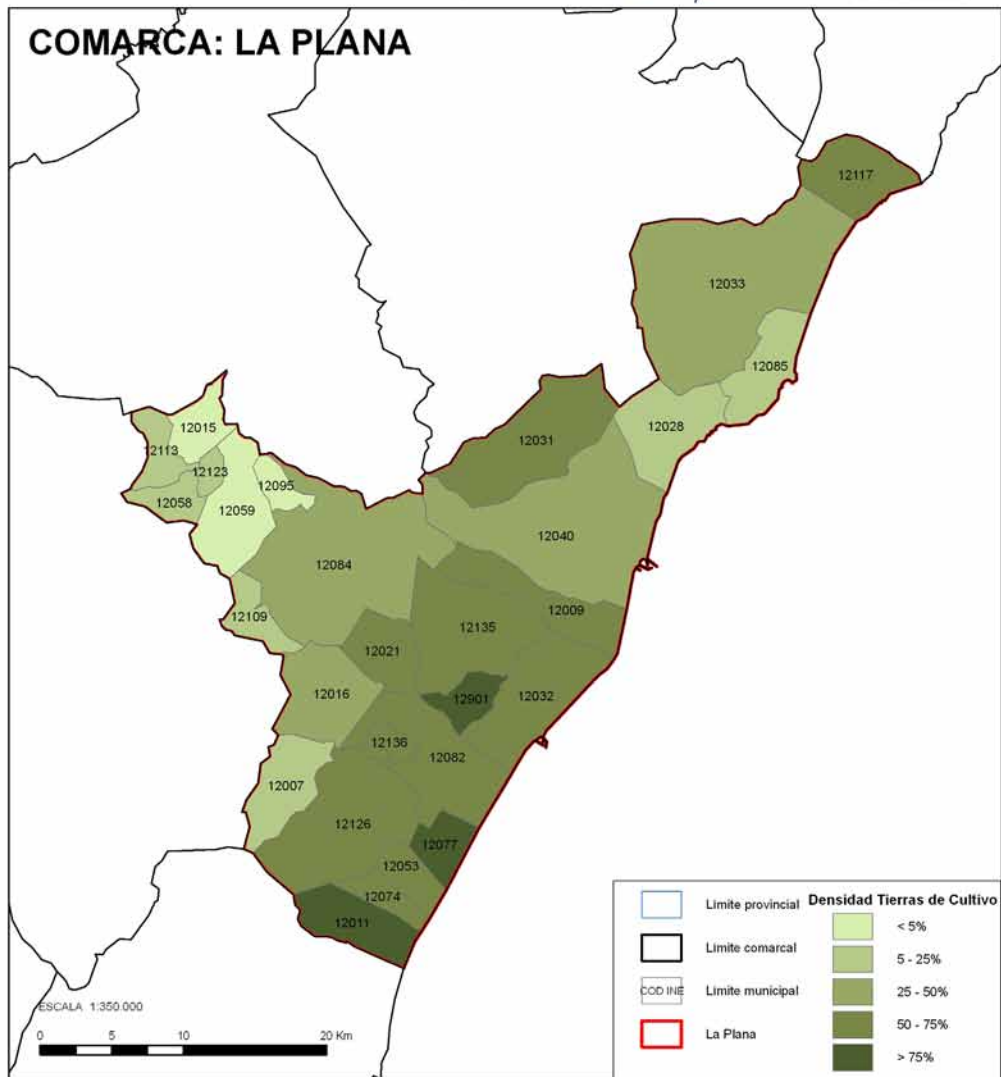 COMARCA: LA PLANA
12117
12033
12085
12028
12015
12031
12113
12123
12095
12058
12059
12040
12084
12009
12109
12135
12021
12016
12901
12032
12136
12082
12007
12126
12077
12053
12074
12011
Límite provincial
Límite comarcal
COD INE
Límite municipal
La Plana
Densidad Tierras de Cultivo
< 5%
5 - 25%
25 - 50%
50 - 75%
> 75%
ESCALA 1:350.000
0 5 10 20 Km